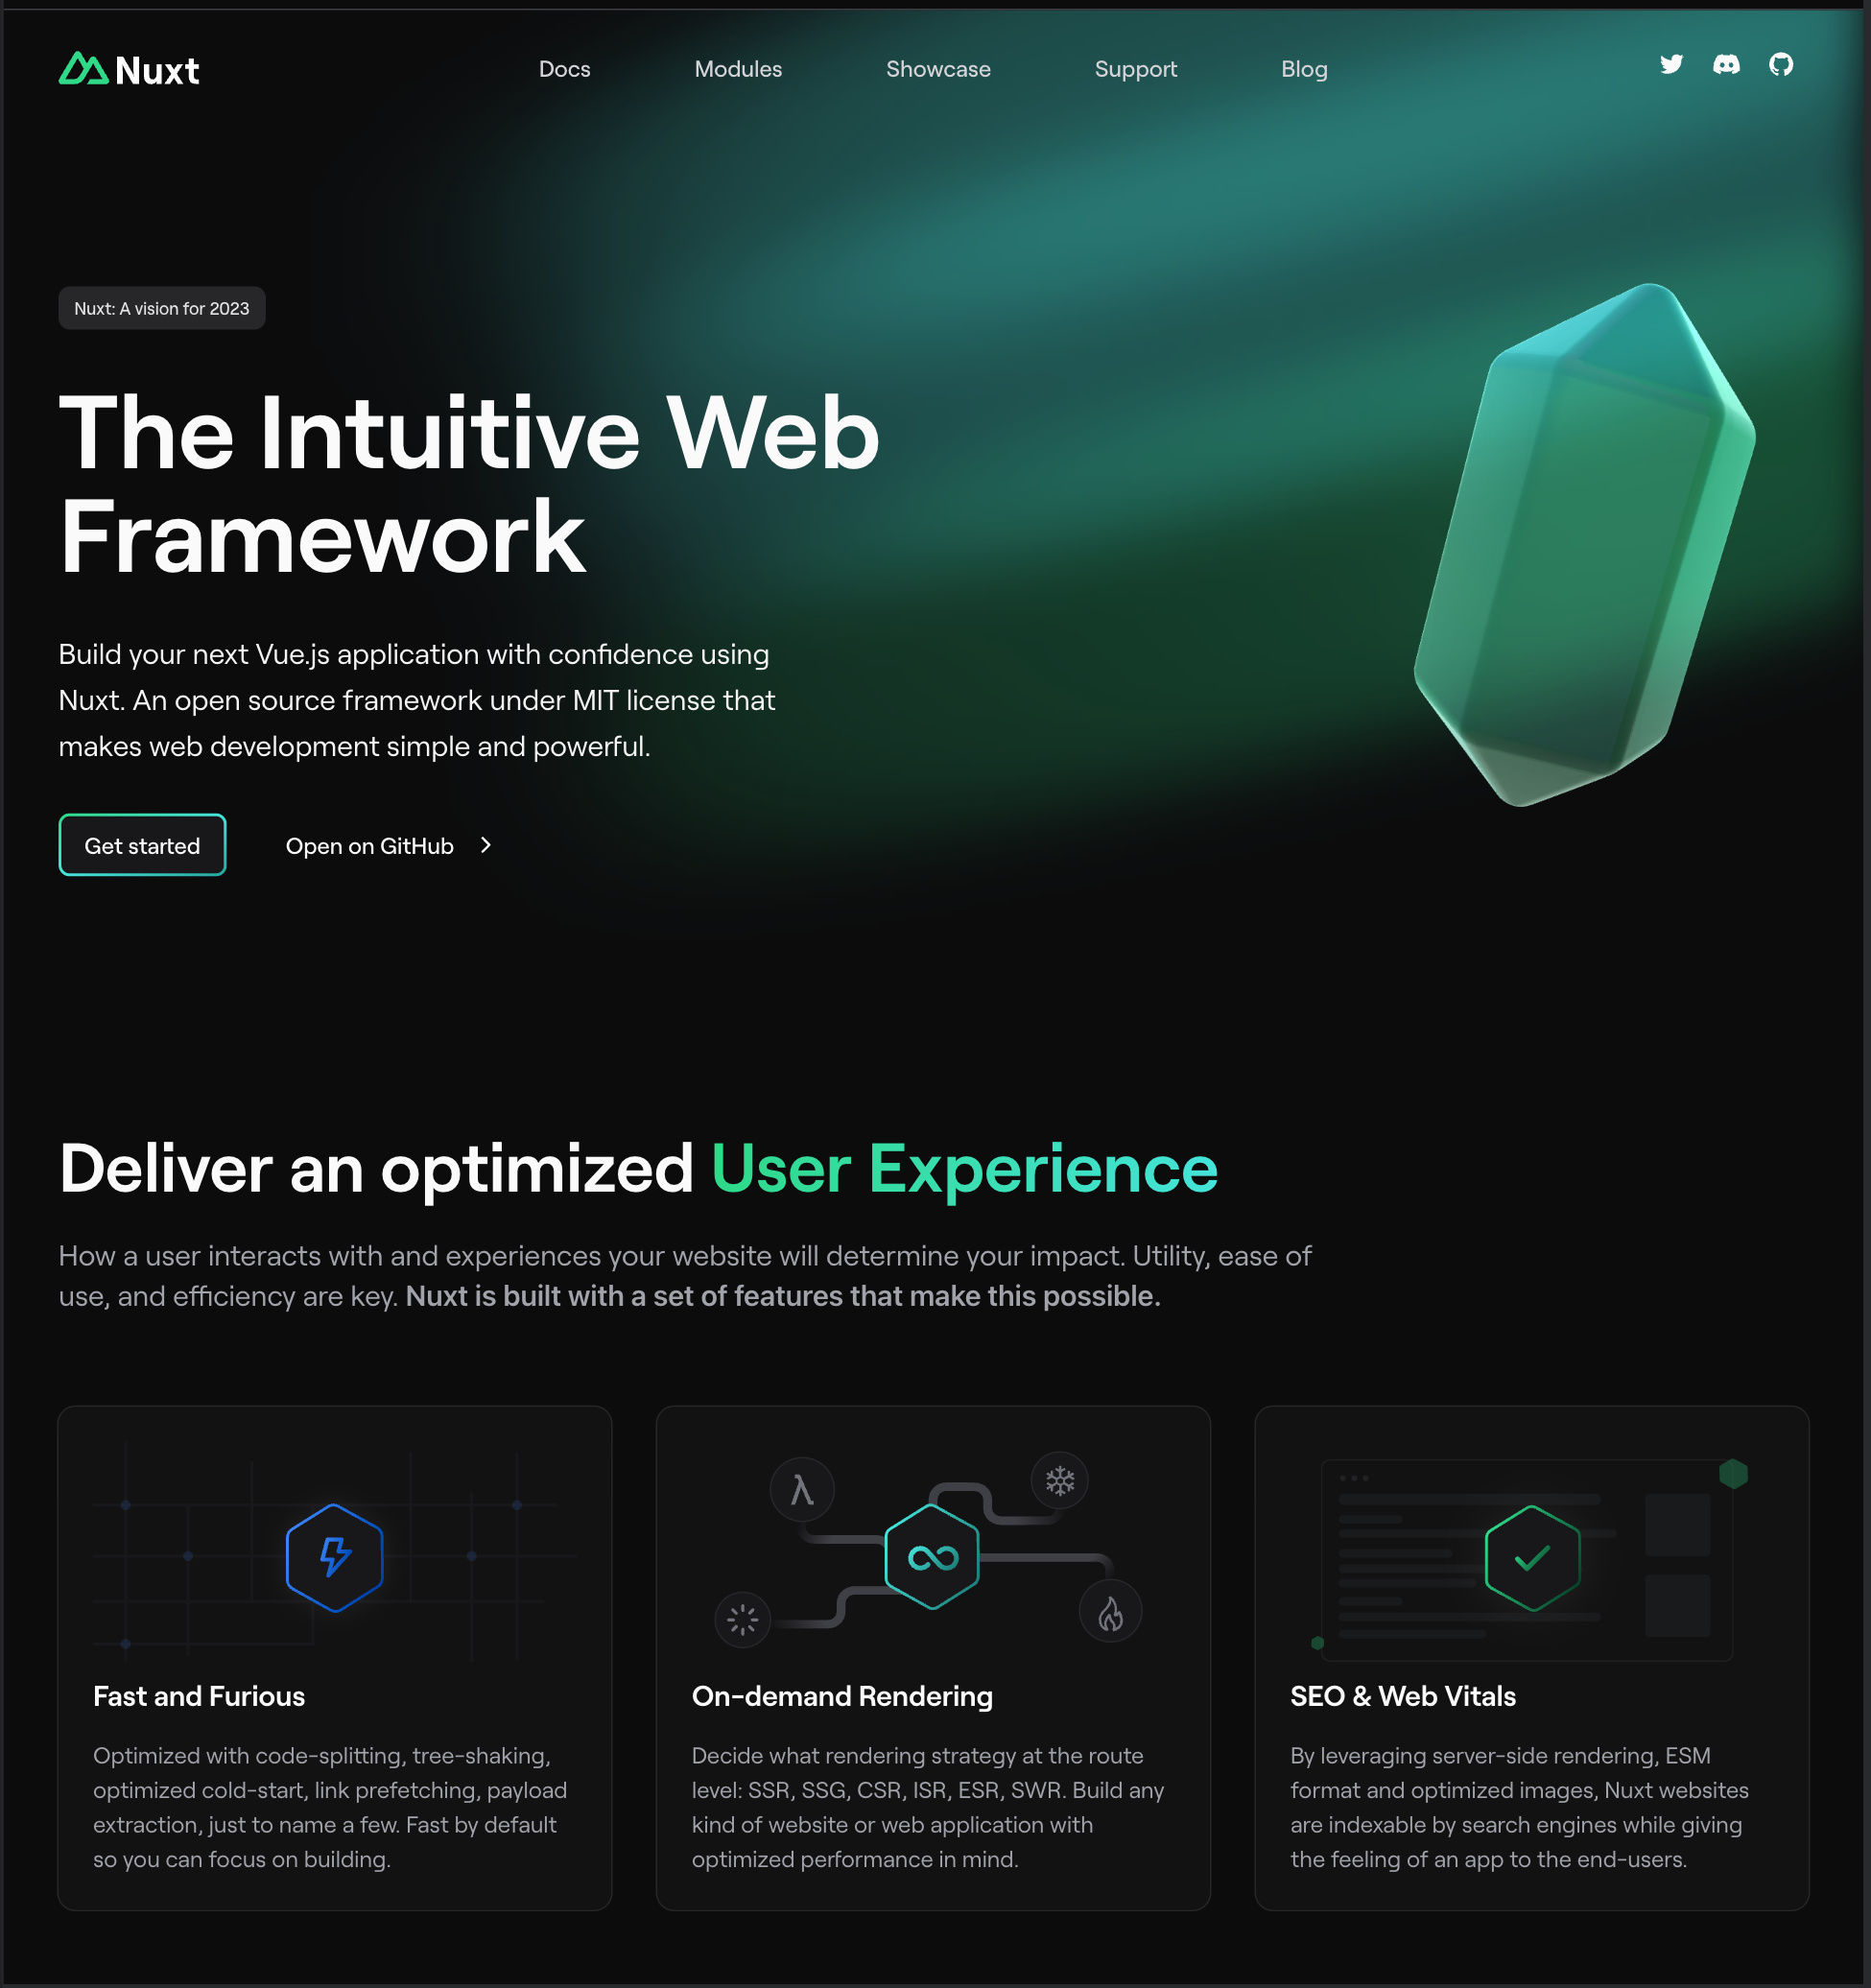 Nuxt
Docs
Modules
Showcase
Support
Blog
Nuxt: A vision for 2023
The Intuitive Web
Framework
Build your next Vue.js application with confidence using
Nuxt. An open source framework under MIT license that
makes web development simple and powerful.
Get started
Open on GitHub
Deliver an optimized User Experience
How a user interacts with and experiences your website will determine your impact. Utility, ease of
use, and efficiency are key. Nuxt is built with a set of features that make this possible.
λ
Fast and Furious
Optimized with code-splitting, tree-shaking,
optimized cold-start, link prefetching, payload
extraction, just to name a few. Fast by default
so you can focus on building.
On-demand Rendering
Decide what rendering strategy at the route
level: SSR, SSG, CSR, ISR, ESR, SWR. Build any
kind of website or web application with
optimized performance in mind.
SEO & Web Vitals
By leveraging server-side rendering, ESM
format and optimized images, Nuxt websites
are indexable by search engines while giving
the feeling of an app to the end-users.